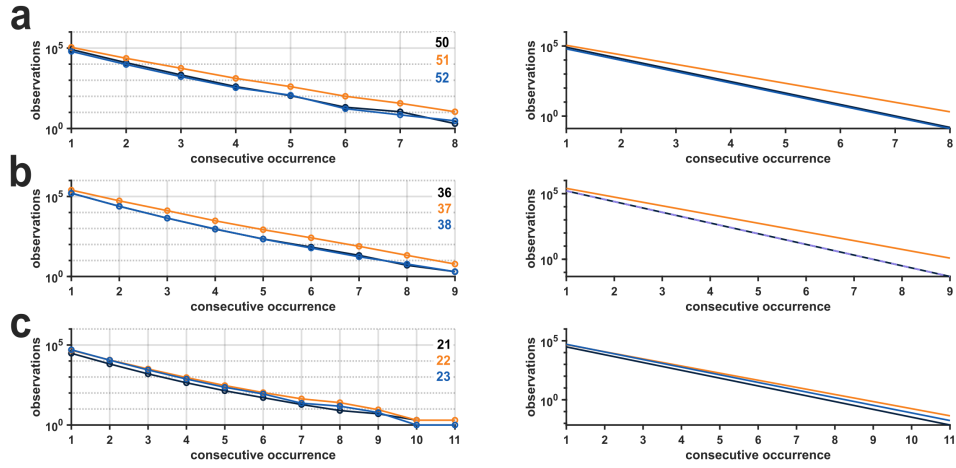 a
observations
10^5
10^0
50
51
52
1 2 3 4 5 6 7 8
consecutive occurrence
observations
10^5
10^0
1 2 3 4 5 6 7 8
consecutive occurrence
b
observations
10^5
10^0
36
37
38
1 2 3 4 5 6 7 8 9
consecutive occurrence
observations
10^5
10^0
1 2 3 4 5 6 7 8 9
consecutive occurrence
c
observations
10^5
10^0
21
22
23
1 2 3 4 5 6 7 8 9 10 11
consecutive occurrence
observations
10^5
10^0
1 2 3 4 5 6 7 8 9 10 11
consecutive occurrence